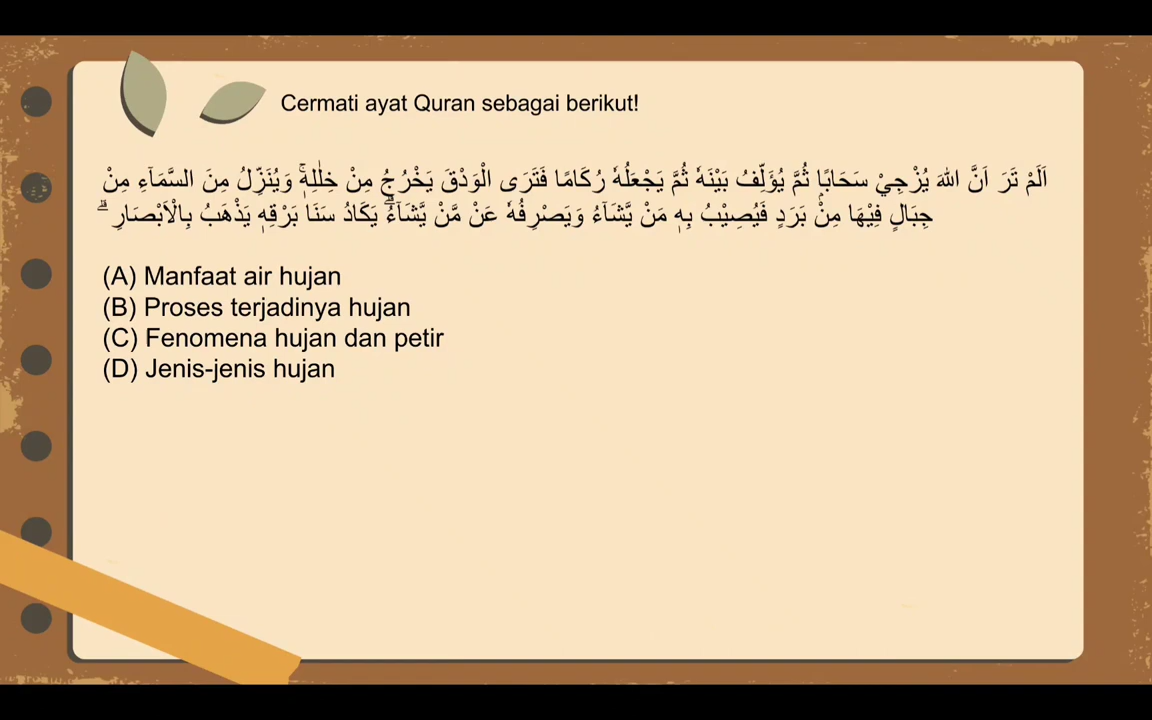 Cermati ayat Quran sebagai berikut!
اَلَمْ تَرَ اَنَّ اللهَ يُزْجِيْ سَحَابًا ثُمَّ يُؤَلِّفُ بَيْنَهٗ ثُمَّ يَجْعَلُهٗ رُكَامًا فَتَرَى الْوَدْقَ يَخْرُجُ مِنْ خِلٰلِهٖۚ وَيُنَزِّلُ مِنَ السَّمَاۤءِ مِنْ
جِبَالٍ فِيْهَا مِنْۢ بَرَدٍ فَيُصِيْبُ بِهٖ مَنْ يَّشَاۤءُ وَيَصْرِفُهٗ عَنْ مَّنْ يَّشَاۤءُۗ يَكَادُ سَنَا بَرْقِهٖ يَذْهَبُ بِالْاَبْصَارِ ۗ
(A) Manfaat air hujan
(B) Proses terjadinya hujan
(C) Fenomena hujan dan petir
(D) Jenis-jenis hujan